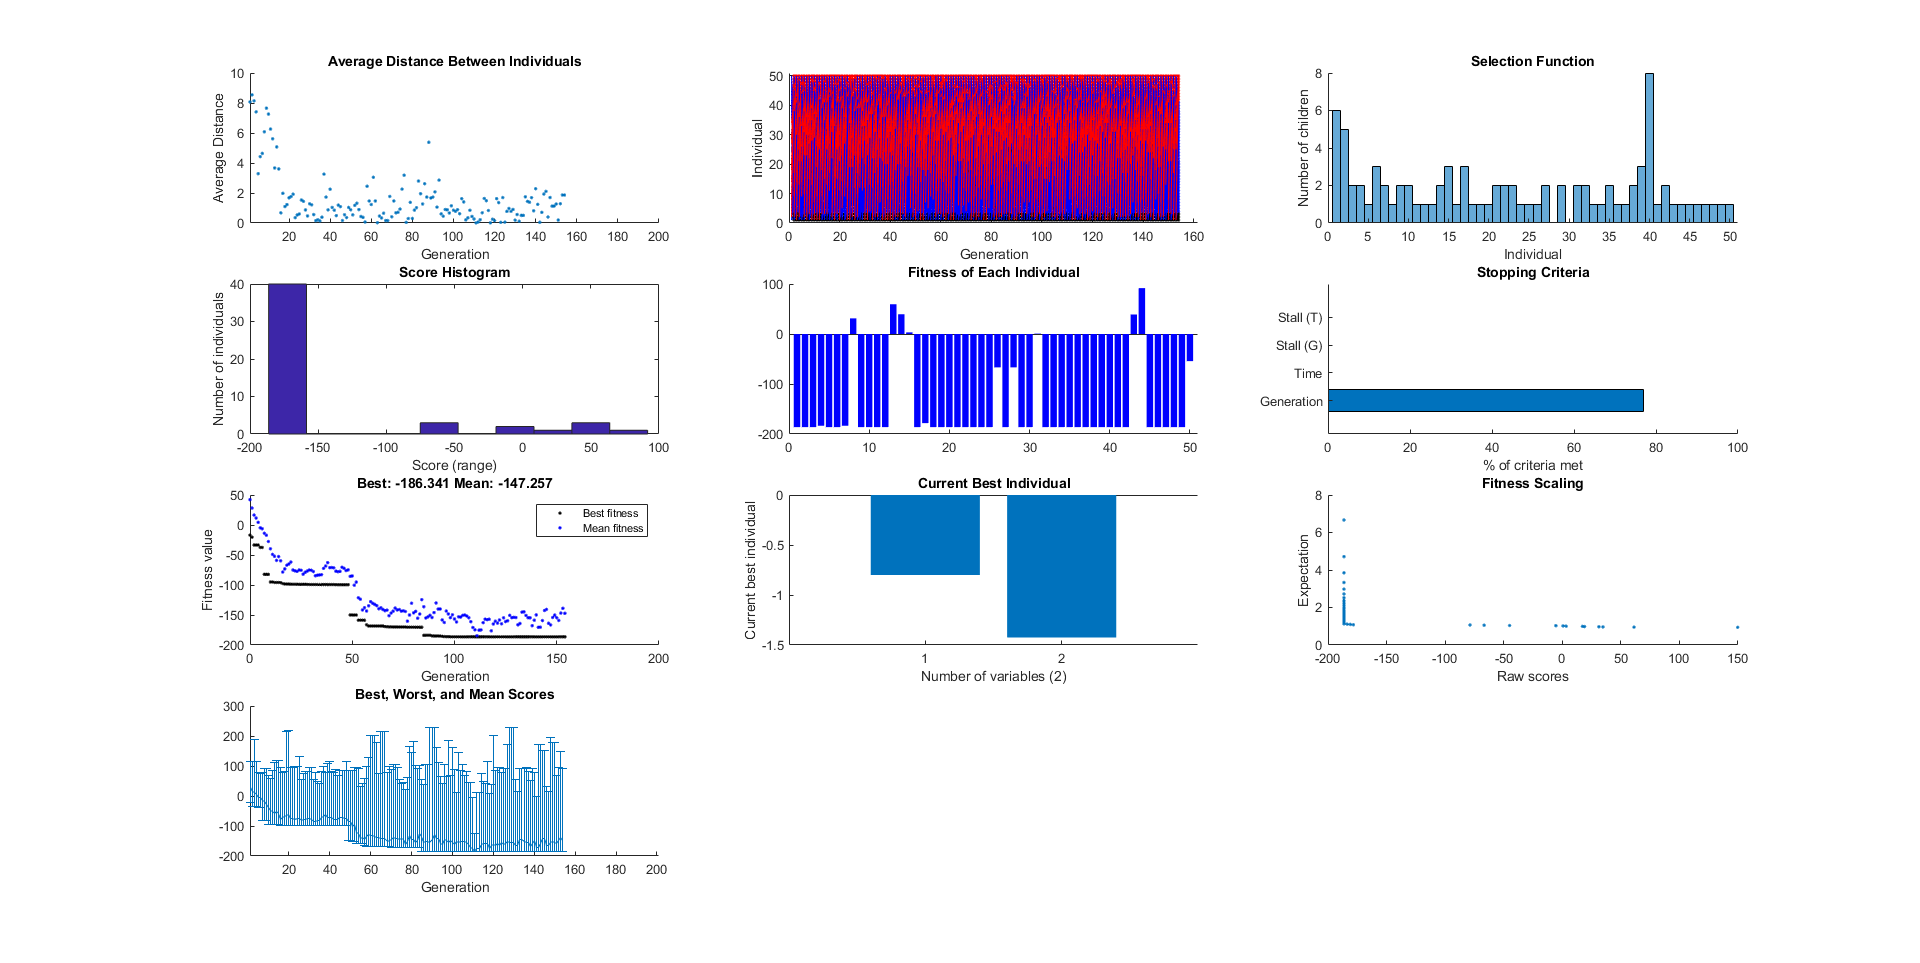 Average Distance Between Individuals
10
8
6
4
2
0
Average Distance
20 40 60 80 100 120 140 160 180 200
Generation
50
40
30
20
10
0
Individual
0 20 40 60 80 100 120 140 160
Generation
Selection Function
8
6
4
2
0
Number of children
0 5 10 15 20 25 30 35 40 45 50
Individual
Score Histogram
40
30
20
10
0
Number of individuals
-200 -150 -100 -50 0 50 100
Score (range)
Fitness of Each Individual
100
0
-100
-200
0 10 20 30 40 50
Stopping Criteria
Stall (T)
Stall (G)
Time
Generation
0 20 40 60 80 100
% of criteria met
Best: -186.341 Mean: -147.257
50
0
-50
-100
-150
-200
Fitness value
Best fitness
Mean fitness
0 50 100 150 200
Generation
Current Best Individual
0
-0.5
-1
-1.5
Current best individual
1 2
Number of variables (2)
Fitness Scaling
8
6
4
2
0
Expectation
-200 -150 -100 -50 0 50 100 150
Raw scores
Best, Worst, and Mean Scores
300
200
100
0
-100
-200
20 40 60 80 100 120 140 160 180 200
Generation